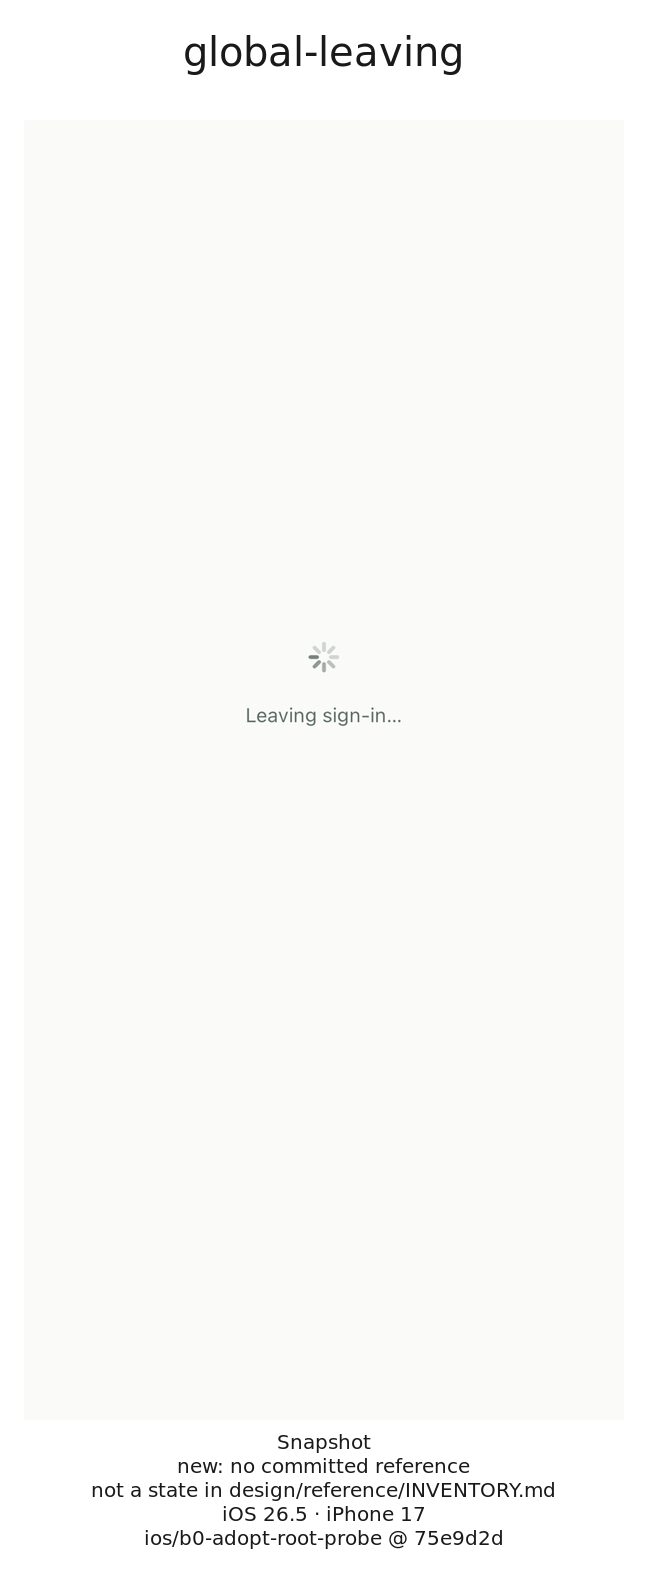 global-leaving
Leaving sign-in...
Snapshot
new: no committed reference
not a state in design/reference/INVENTORY.md
iOS 26.5 · iPhone 17
ios/b0-adopt-root-probe @ 75e9d2d